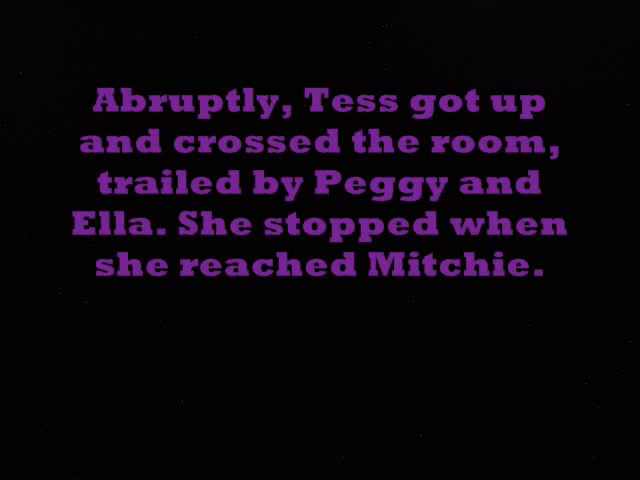 Abruptly, Tess got up
and crossed the room,
trailed by Peggy and
Ella. She stopped when
she reached Mitchie.